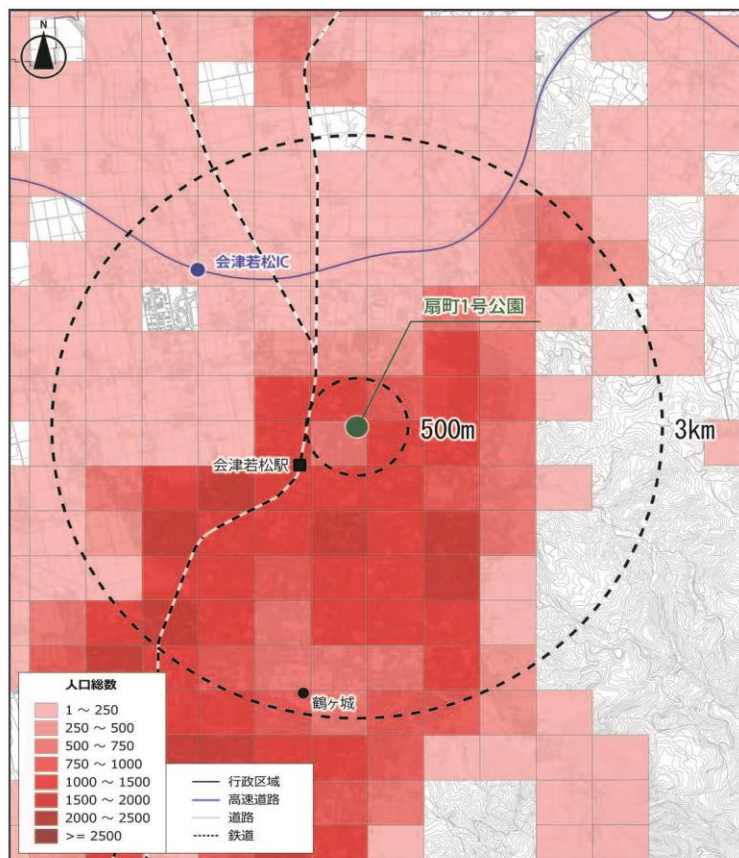 N
会津若松IC
扇町1号公園
500m
3km
会津若松駅
鶴ヶ城
人口総数
1 ～ 250
250 ～ 500
500 ～ 750
750 ～ 1000
1000 ～ 1500
1500 ～ 2000
2000 ～ 2500
>= 2500
行政区域
高速道路
道路
鉄道